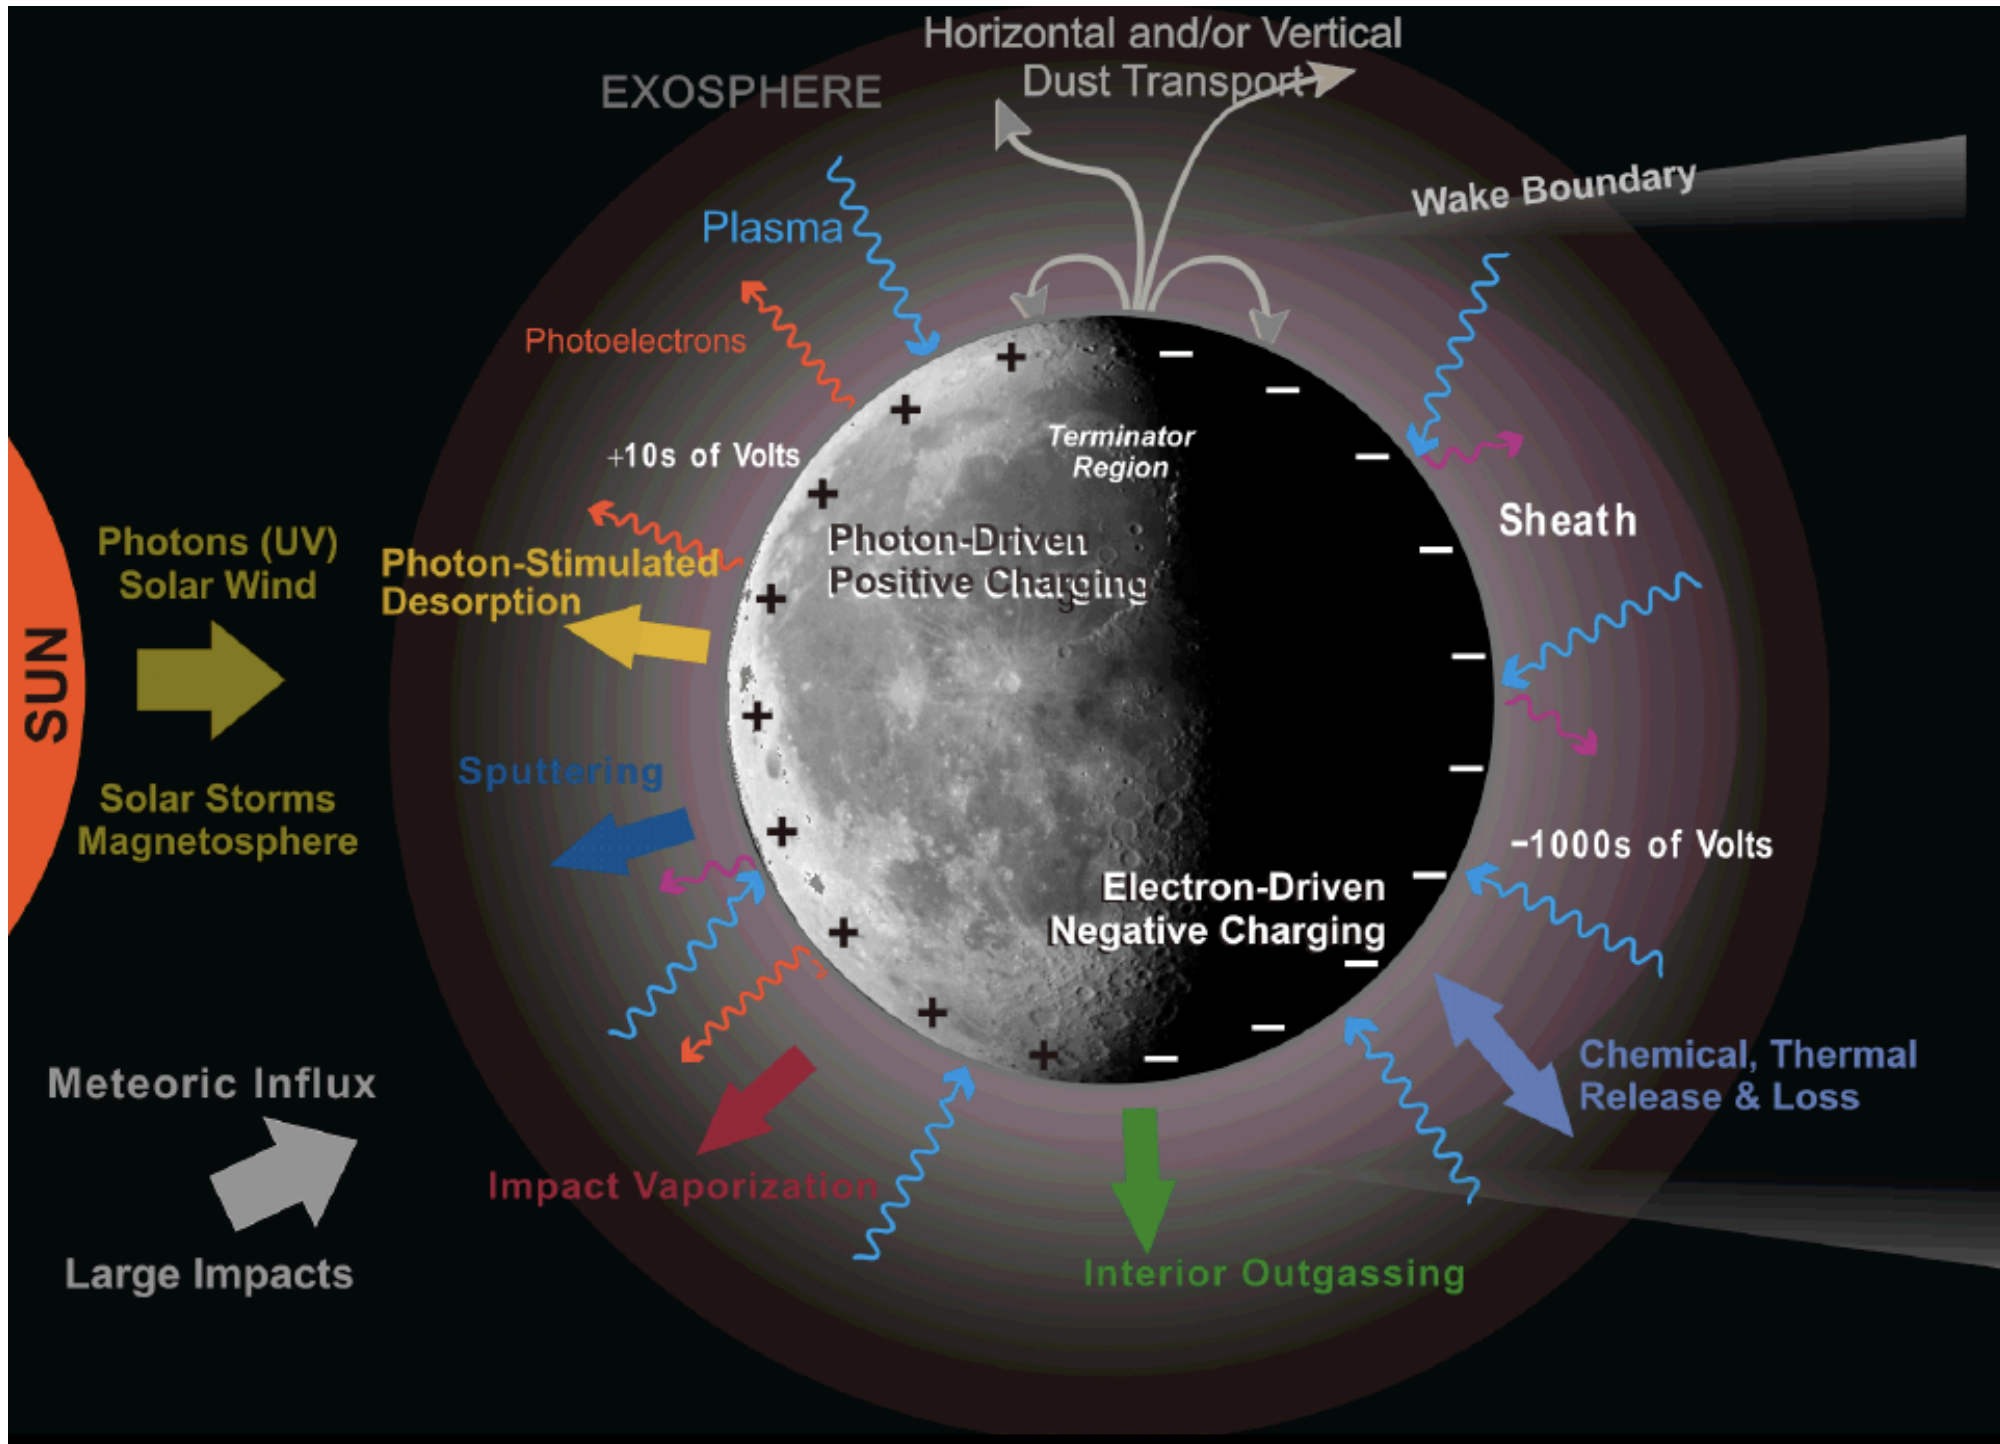 Horizontal and/or Vertical
Dust Transport
EXOSPHERE
Wake Boundary
Plasma
Photoelectrons
+10s of Volts
Terminator
Region
Sheath
Photons (UV)
Solar Wind
Photon-Stimulated
Desorption
Photon-Driven
Positive Charging
SUN
Sputtering
Solar Storms
Magnetosphere
−1000s of Volts
Electron-Driven
Negative Charging
Meteoric Influx
Chemical, Thermal
Release & Loss
Impact Vaporization
Large Impacts
Interior Outgassing